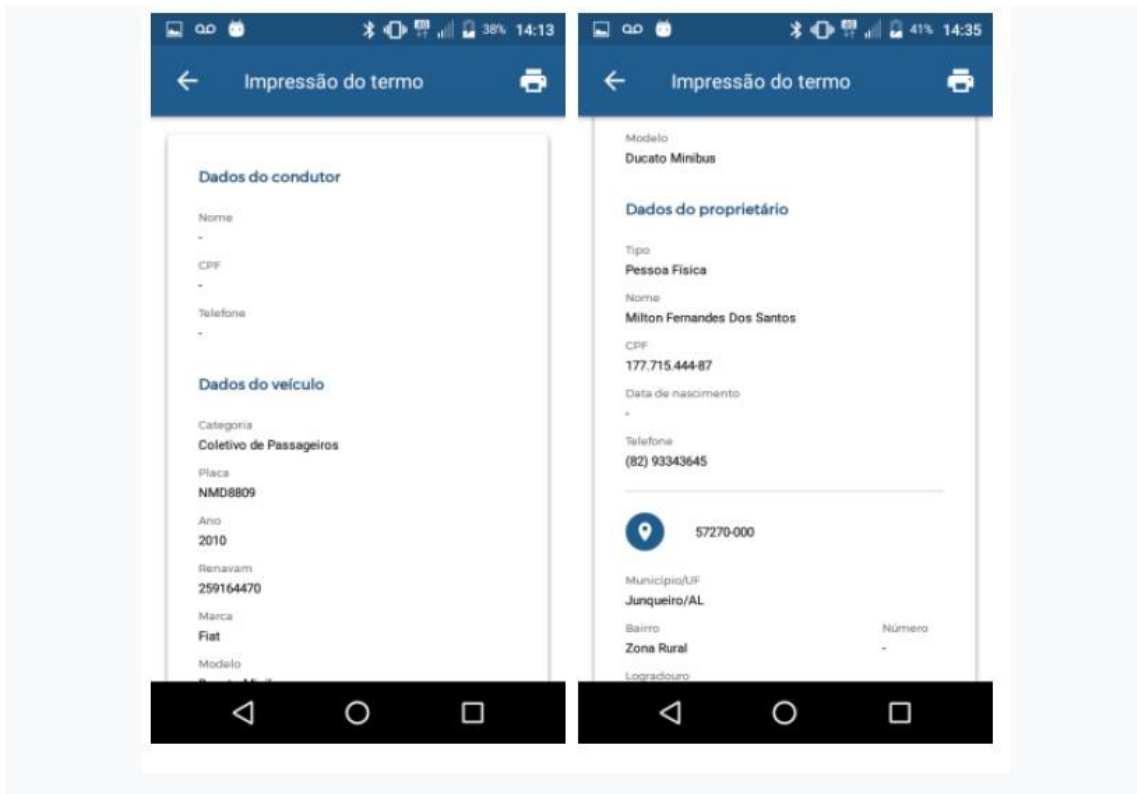 38% 14:13
Impressão do termo
Dados do condutor
Nome
-
CPF
-
Telefone
-
Dados do veículo
Categoria
Coletivo de Passageiros
Placa
NMD8809
Ano
2010
Renavam
259164470
Marca
Fiat
Modelo
41% 14:35
Impressão do termo
Modelo
Ducato Minibus
Dados do proprietário
Tipo
Pessoa Física
Nome
Milton Fernandes Dos Santos
CPF
177.715.444-87
Data de nascimento
-
Telefone
(82) 93343645
57270-000
Município/UF
Junqueiro/AL
Bairro Número
Zona Rural -
Logradouro